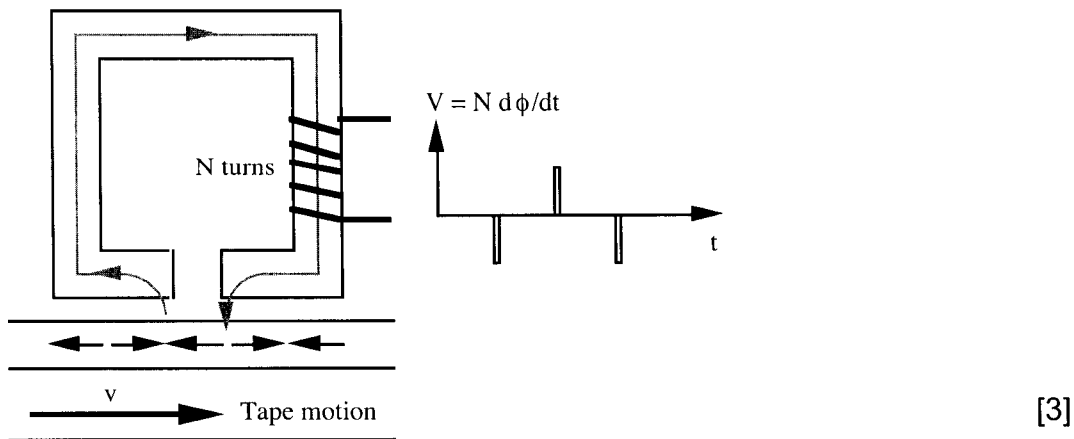 V = N dϕ/dt
N turns
t
v
Tape motion
[3]